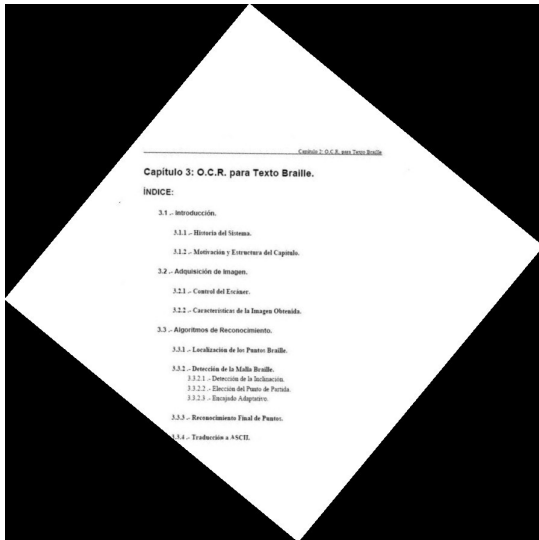 Capítulo 3: O.C.R. para Texto Braille
Capítulo 3: O.C.R. para Texto Braille.
ÍNDICE:
3.1 .- Introducción.
3.1.1 .- Historia del Sistema.
3.1.2 .- Motivación y Estructura del Capítulo.
3.2 .- Adquisición de Imagen.
3.2.1 .- Control del Escáner.
3.2.2 .- Características de la Imagen Obtenida.
3.3 .- Algoritmos de Reconocimiento.
3.3.1 .- Localización de los Puntos Braille.
3.3.2 .- Detección de la Malla Braille.
3.3.2.1 .- Detección de la Inclinación.
3.3.2.2 .- Elección del Punto de Partida.
3.3.2.3 .- Encajado Adaptativo.
3.3.3 .- Reconocimiento Final de Puntos.
3.3.4 .- Traducción a ASCII.